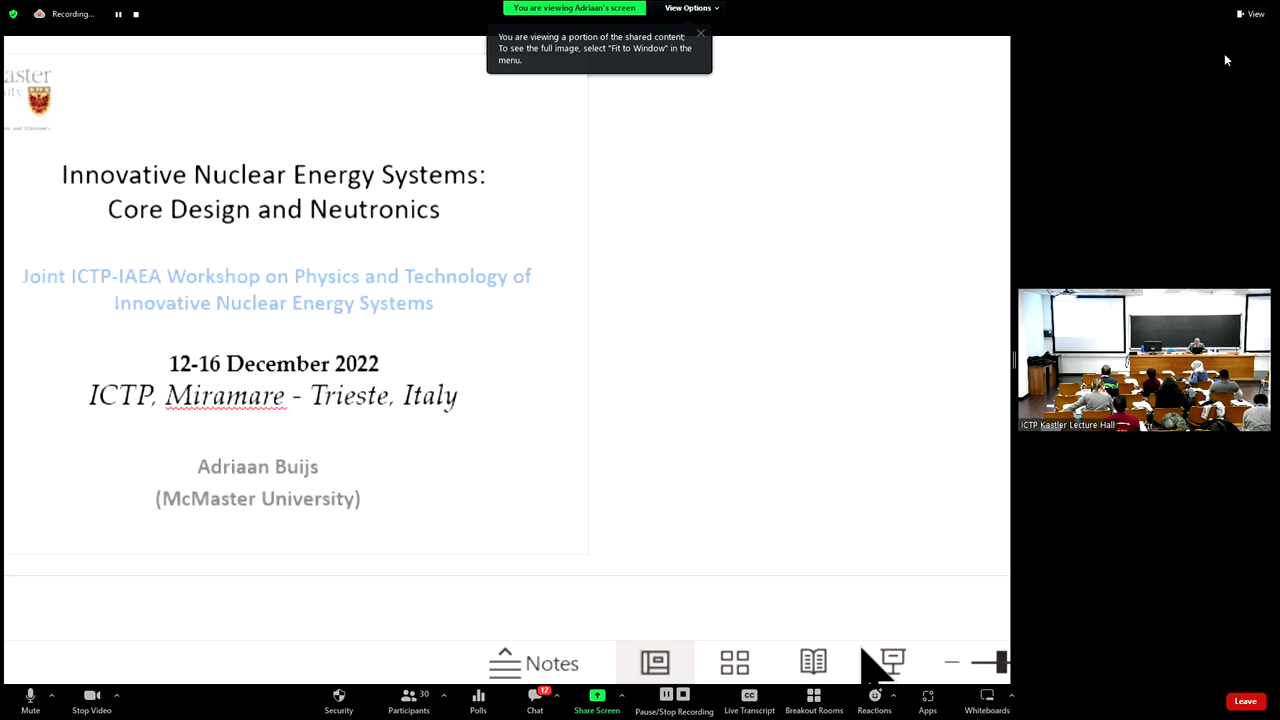 Recording...
You are viewing Adriaan's screen
View Options
View
You are viewing a portion of the shared content;
To see the full image, select "Fit to Window" in the
menu.
Innovative Nuclear Energy Systems:
Core Design and Neutronics
Joint ICTP-IAEA Workshop on Physics and Technology of
Innovative Nuclear Energy Systems
12-16 December 2022
ICTP, Miramare - Trieste, Italy
Adriaan Buijs
(McMaster University)
ICTP Kastler Lecture Hall
Notes
Mute
Stop Video
Security
Participants
30
Polls
Chat
12
Share Screen
Pause/Stop Recording
CC
Live Transcript
Breakout Rooms
Reactions
Apps
Whiteboards
Leave